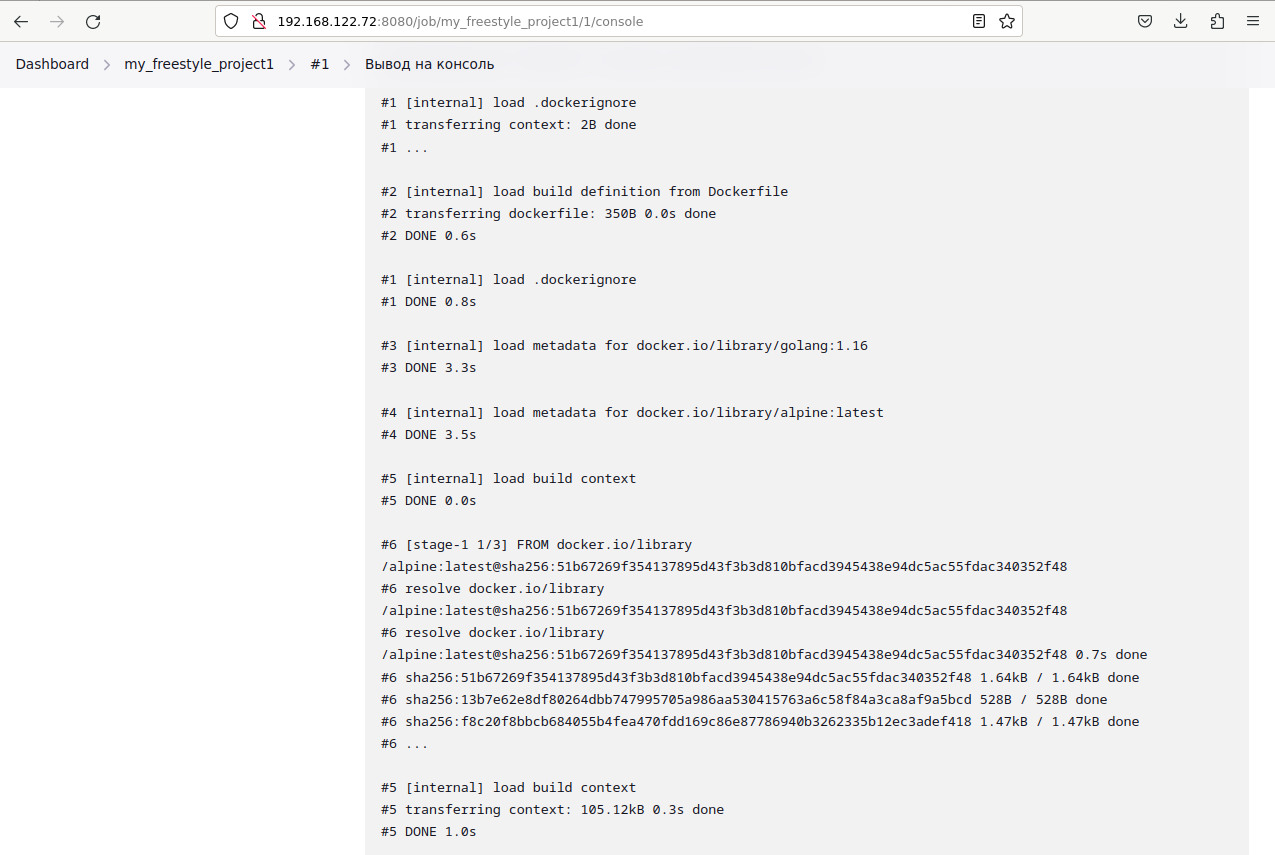 192.168.122.72:8080/job/my_freestyle_project1/1/console
Dashboard > my_freestyle_project1 > #1 > Вывод на консоль
#1 [internal] load .dockerignore
#1 transferring context: 2B done
#1 ...
#2 [internal] load build definition from Dockerfile
#2 transferring dockerfile: 350B 0.0s done
#2 DONE 0.6s
#1 [internal] load .dockerignore
#1 DONE 0.8s
#3 [internal] load metadata for docker.io/library/golang:1.16
#3 DONE 3.3s
#4 [internal] load metadata for docker.io/library/alpine:latest
#4 DONE 3.5s
#5 [internal] load build context
#5 DONE 0.0s
#6 [stage-1 1/3] FROM docker.io/library
/alpine:latest@sha256:51b67269f354137895d43f3b3d810bfacd3945438e94dc5ac55fdac340352f48
#6 resolve docker.io/library
/alpine:latest@sha256:51b67269f354137895d43f3b3d810bfacd3945438e94dc5ac55fdac340352f48
#6 resolve docker.io/library
/alpine:latest@sha256:51b67269f354137895d43f3b3d810bfacd3945438e94dc5ac55fdac340352f48 0.7s done
#6 sha256:51b67269f354137895d43f3b3d810bfacd3945438e94dc5ac55fdac340352f48 1.64kB / 1.64kB done
#6 sha256:13b7e62e8df80264dbb747995705a986aa530415763a6c58f84a3ca8af9a5bcd 528B / 528B done
#6 sha256:f8c20f8bbcb684055b4fea470fdd169c86e87786940b3262335b12ec3adef418 1.47kB / 1.47kB done
#6 ...
#5 [internal] load build context
#5 transferring context: 105.12kB 0.3s done
#5 DONE 1.0s